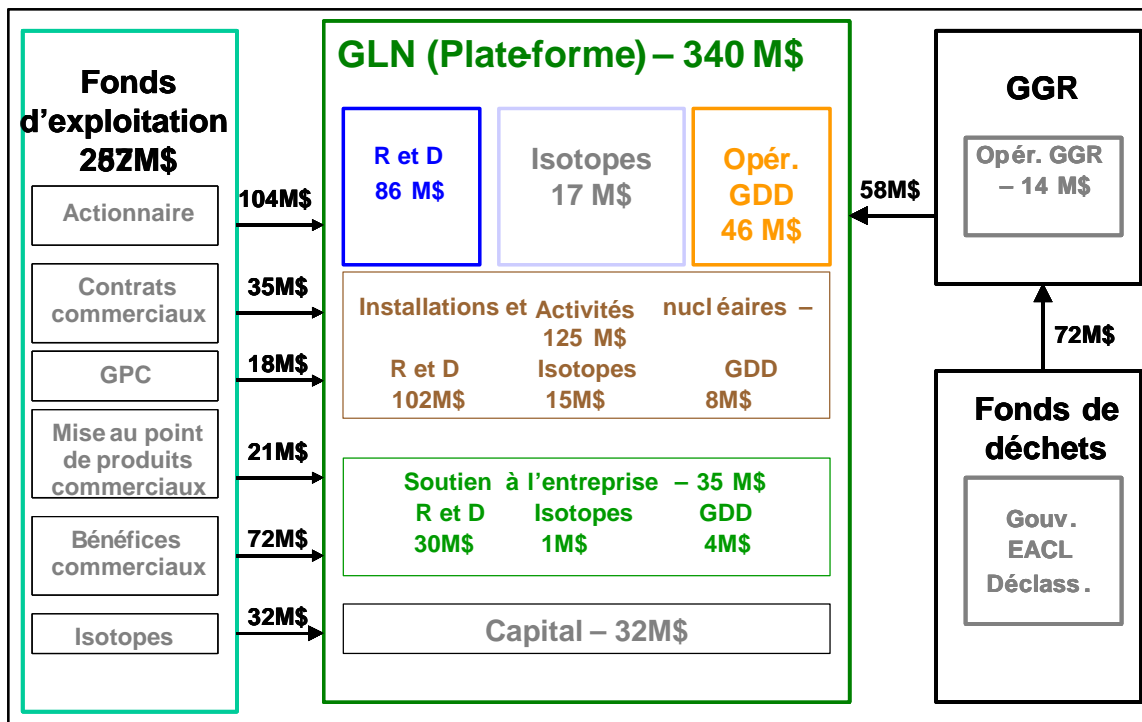 Fonds
d'exploitation
Actionnaire
Contrats
commerciaux
GPC
Mise au point
de produits
commerciaux
Bénéfices
commerciaux
Isotopes
104M$
35M$
18M$
21M$
72M$
32M$
GLN (Plate-forme) – 340 M$
R et D
86 M$
Isotopes
17 M$
Opér.
GDD
46 M$
Installations et Activités nucléaires –
125 M$
R et D Isotopes GDD
102M$ 15M$ 8M$
Soutien à l'entreprise – 35 M$
R et D Isotopes GDD
30M$ 1M$ 4M$
Capital – 32M$
58M$
GGR
Opér. GGR
– 14 M$
72M$
Fonds de
déchets
Gouv.
EACL
Déclass.